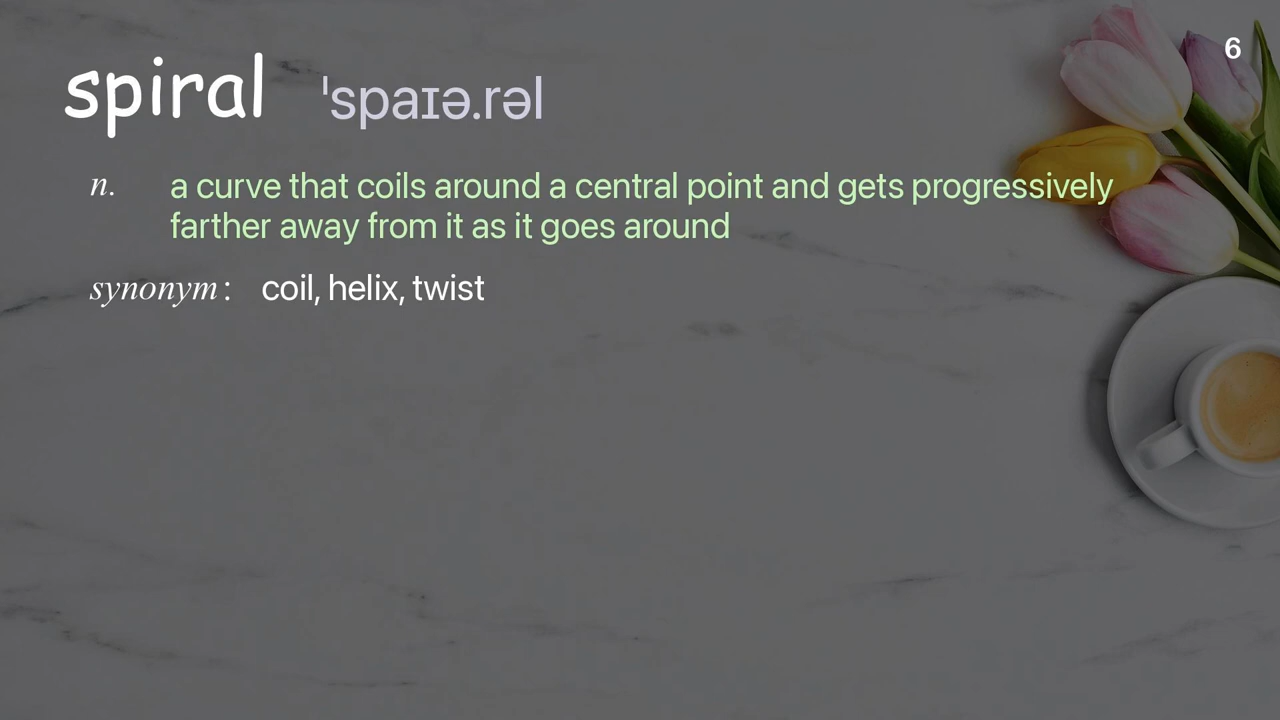 6
spiral ˈspaɪə.rəl
n. a curve that coils around a central point and gets progressively
farther away from it as it goes around
synonym: coil, helix, twist